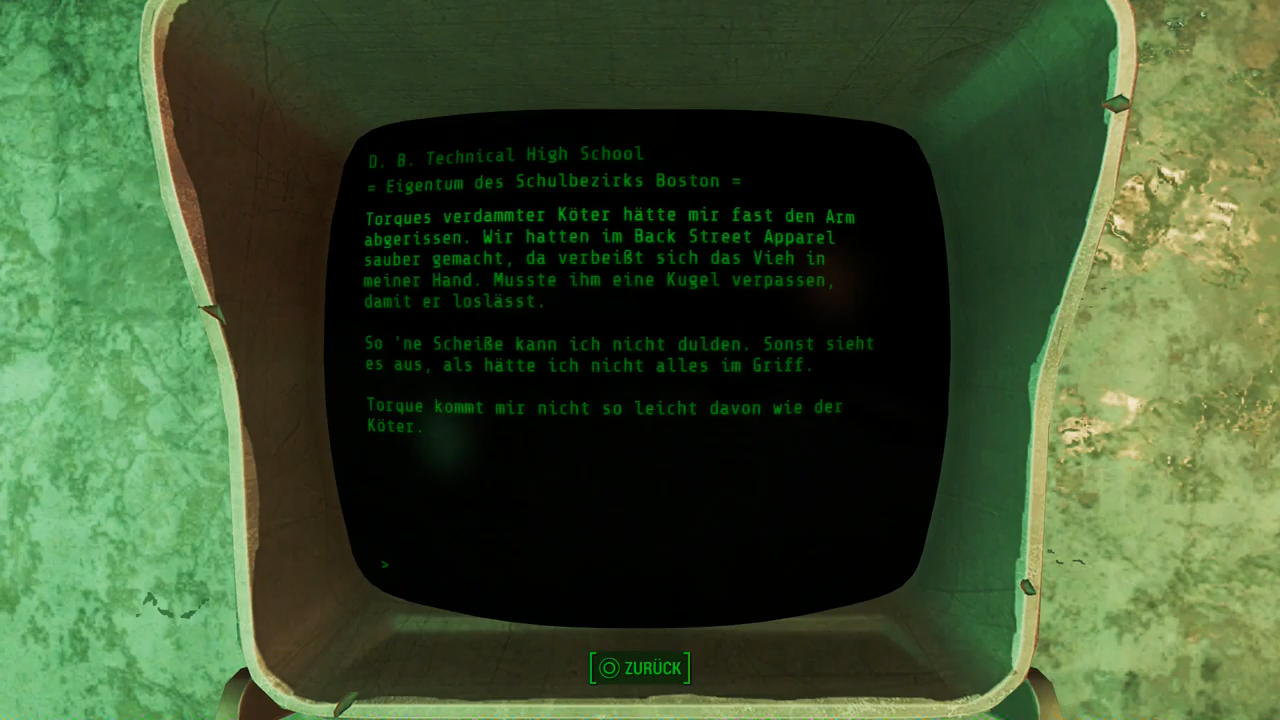 D. B. Technical High School
= Eigentum des Schulbezirks Boston =
Torques verdammter Köter hätte mir fast den Arm
abgerissen. Wir hatten im Back Street Apparel
sauber gemacht, da verbeißt sich das Vieh in
meiner Hand. Musste ihm eine Kugel verpassen,
damit er loslässt.
So 'ne Scheiße kann ich nicht dulden. Sonst sieht
es aus, als hätte ich nicht alles im Griff.
Torque kommt mir nicht so leicht davon wie der
Köter.
>
ZURÜCK